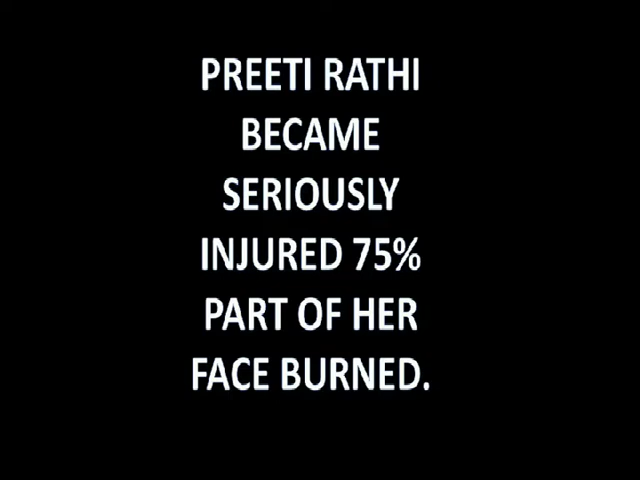 PREETI RATHI
BECAME
SERIOUSLY
INJURED 75%
PART OF HER
FACE BURNED.